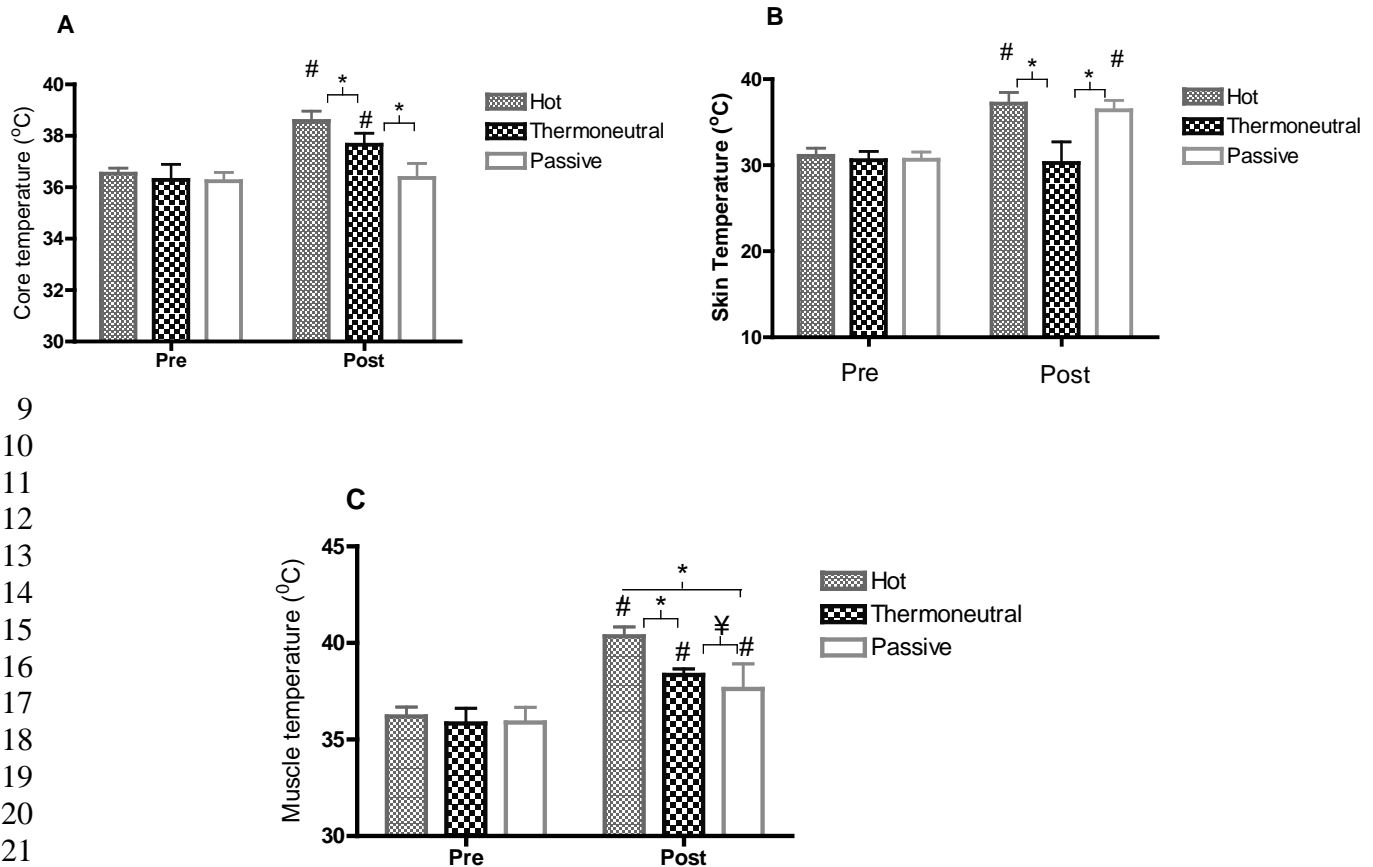 A
Core temperature (°C)
40
38
36
34
32
30
#
*
#
*
Pre
Post
Hot
Thermoneutral
Passive
B
Skin Temperature (°C)
40
30
20
10
#
*
*
#
Pre
Post
Hot
Thermoneutral
Passive
9
10
11
12
13
14
15
16
17
18
19
20
21
C
Muscle temperature (⁰C)
45
40
35
30
*
#
*
#
¥
#
Pre
Post
Hot
Thermoneutral
Passive